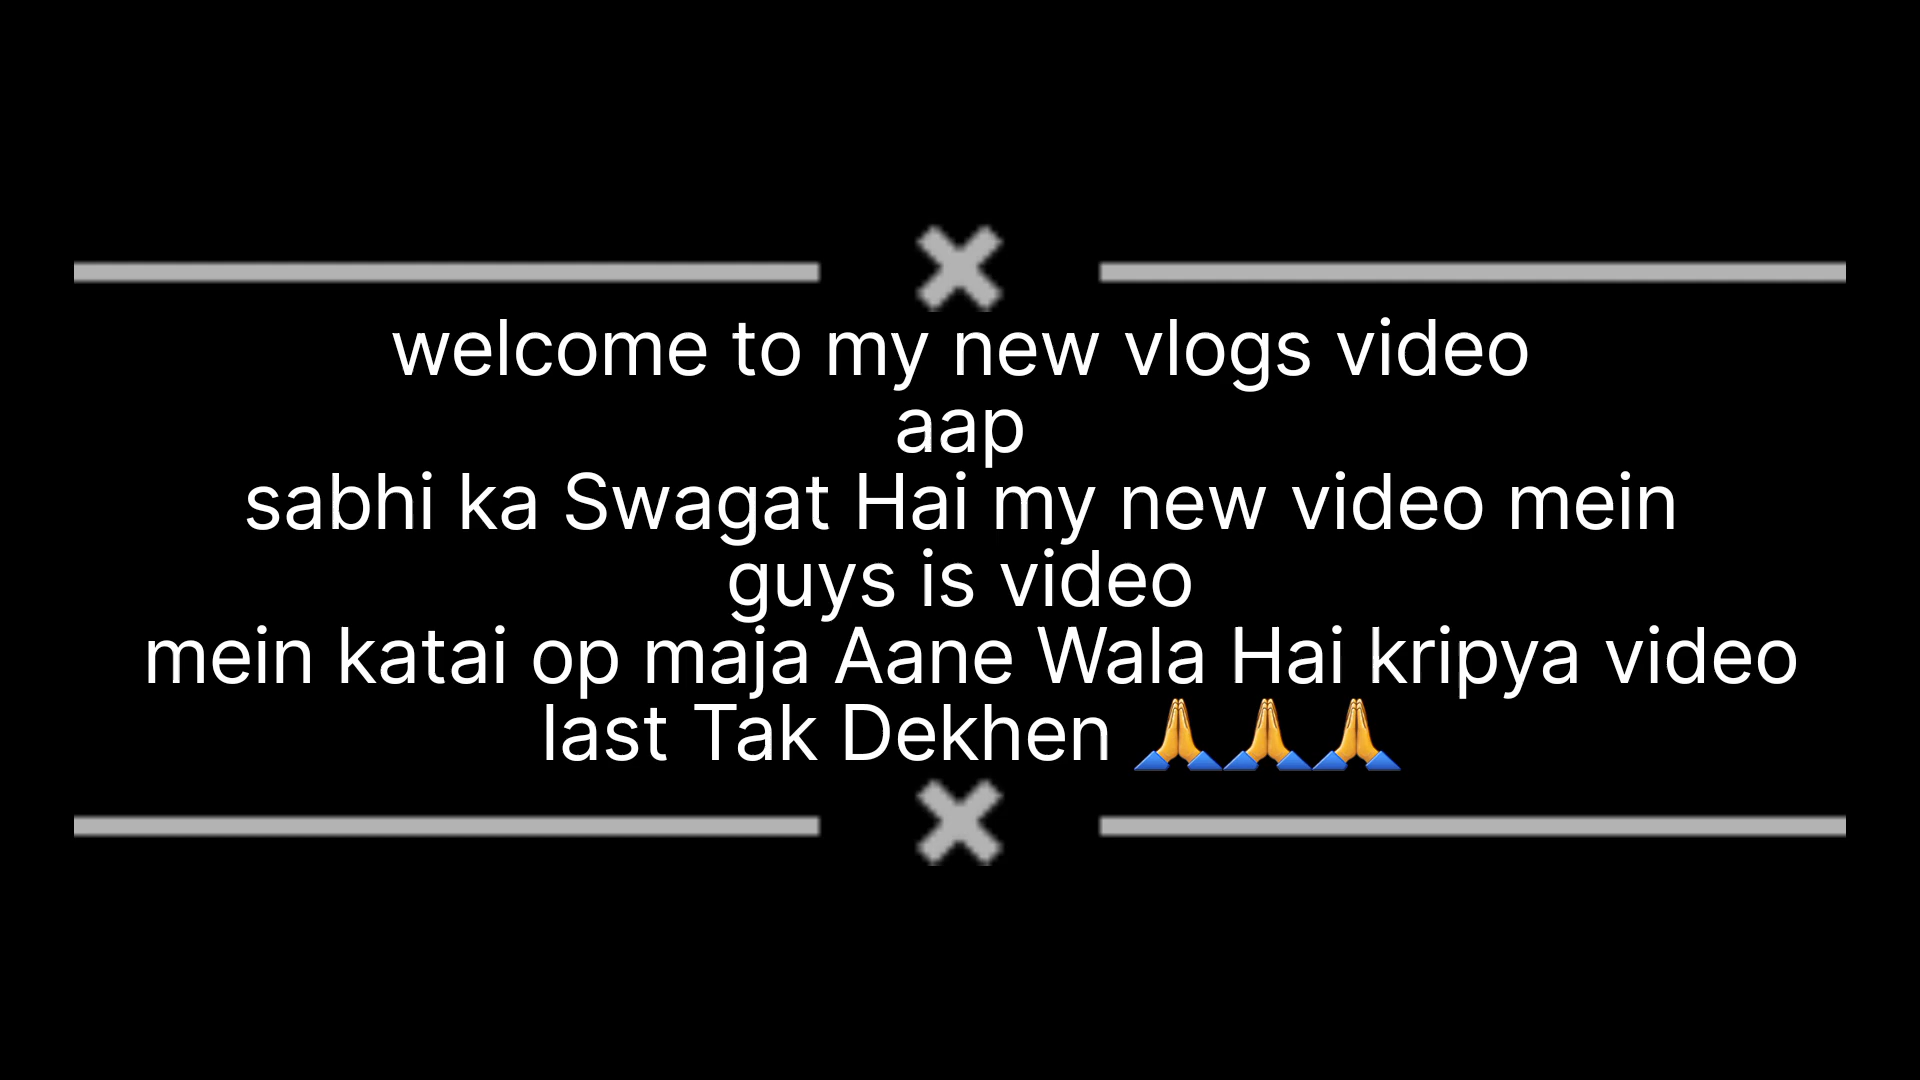 welcome to my new vlogs video
aap
sabhi ka Swagat Hai my new video mein
guys is video
mein katai op maja Aane Wala Hai kripya video
last Tak Dekhen 🙏🙏🙏